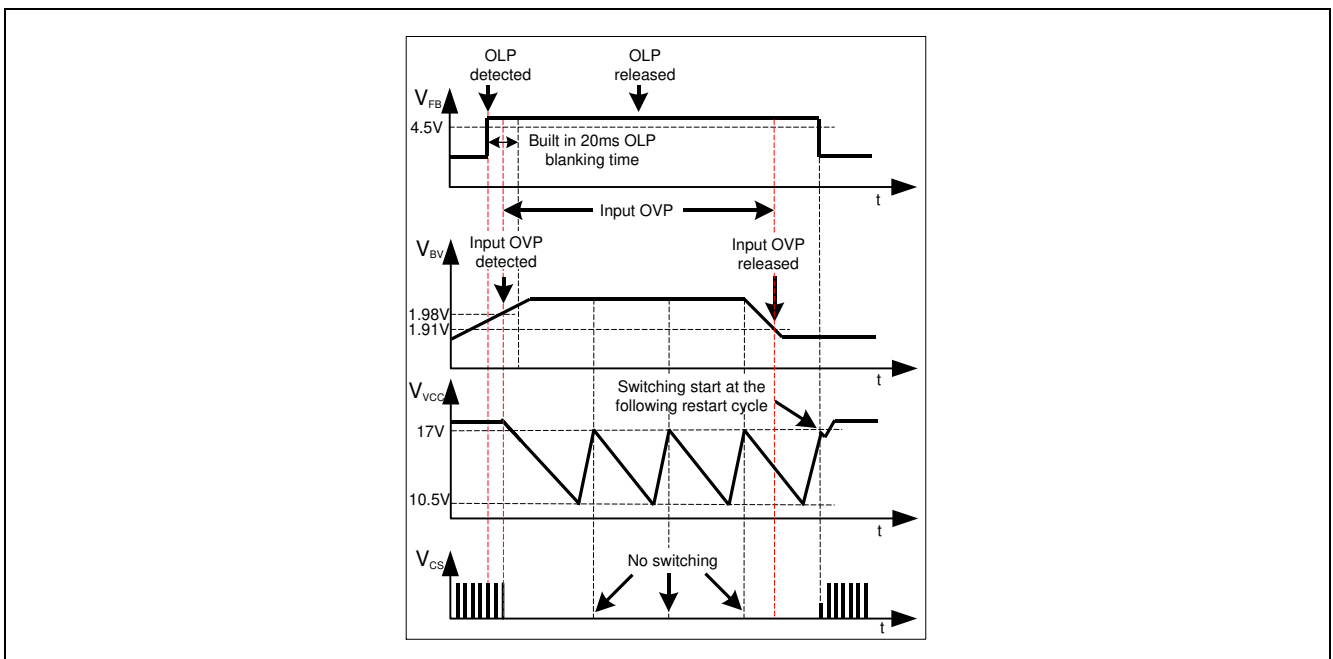 OLP
detected
OLP
released
VFB
4.5V
Built in 20ms OLP
blanking time
t
Input OVP
VBV
Input OVP
detected
Input OVP
released
1.98V
1.91V
t
VVCC
Switching start at the
following restart cycle
17V
10.5V
t
VCS
No switching
t